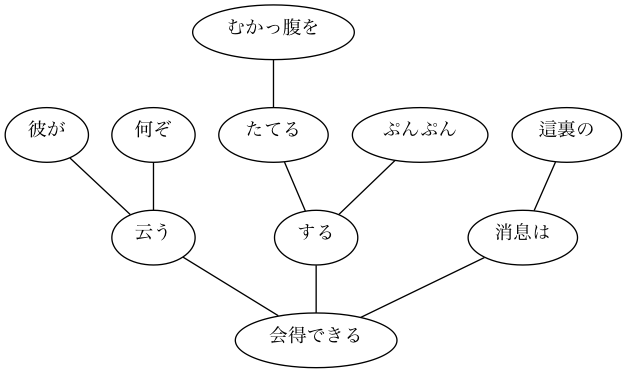 むかっ腹を
彼が
何ぞ
たてる
ぷんぷん
這裏の
云う
する
消息は
会得できる